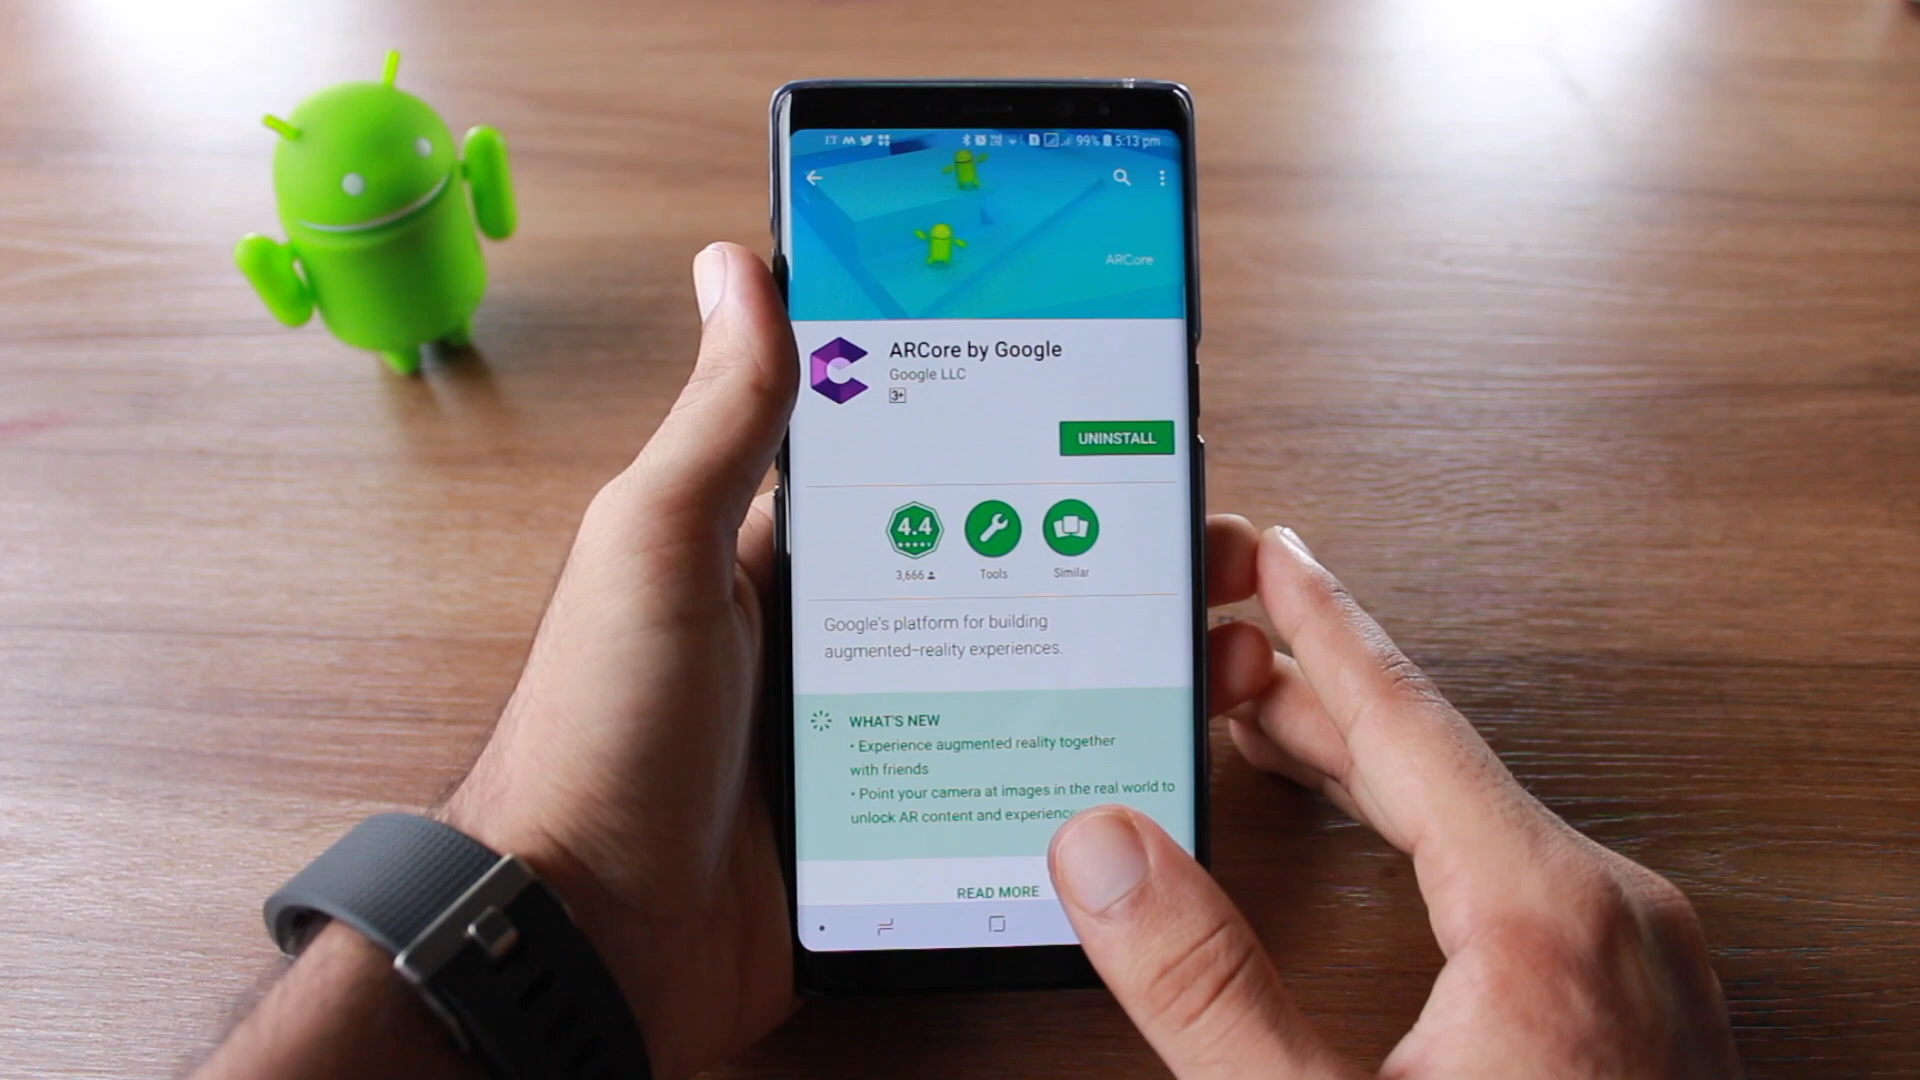 99% 5:13 pm
ARCore
ARCore by Google
Google LLC
3+
UNINSTALL
4.4
3,666
Tools
Similar
Google's platform for building
augmented-reality experiences.
WHAT'S NEW
• Experience augmented reality together
with friends
• Point your camera at images in the real world to
unlock AR content and experience
READ MORE